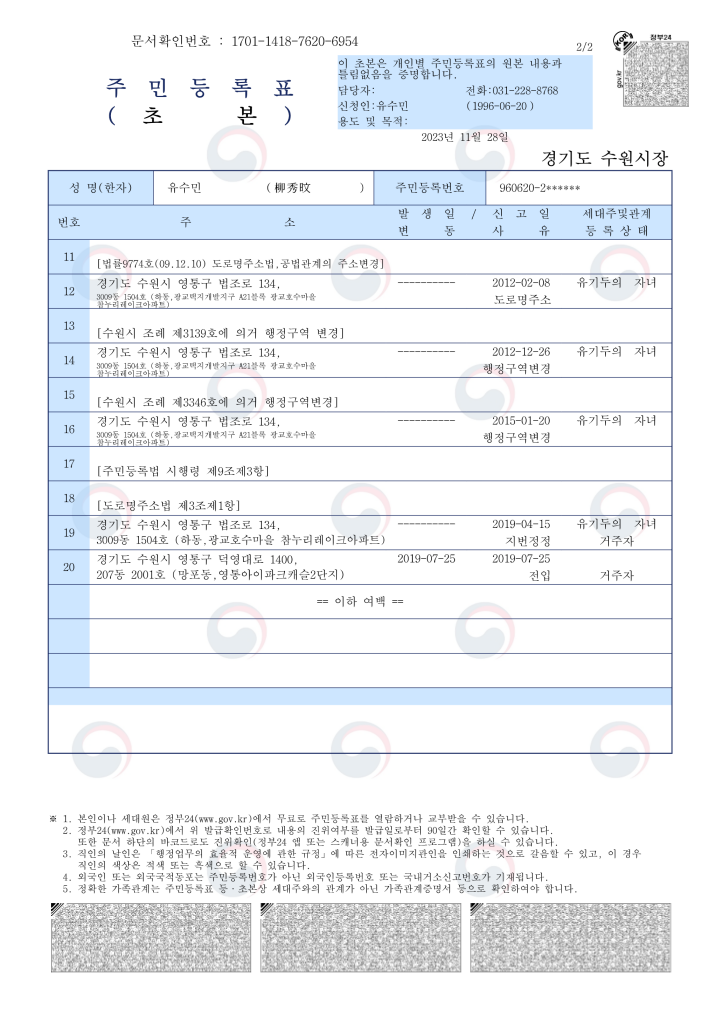 문서확인번호 : 1701-1418-7620-6954
2/2
정부24
gov.kr
주 민 등 록 표
( 초 본 )
이 초본은 개인별 주민등록표의 원본 내용과
틀림없음을 증명합니다.
담당자: 전화:031-228-8768
신청인:유수민 (1996-06-20 )
용도 및 목적:
2023년 11월 28일
경기도 수원시장
성 명(한자) 유수민 (柳秀旼 ) 주민등록번호 960620-2******
번호 주 소 발 생 일 / 신 고 일 세대주및관계
변 동 사 유 등 록 상 태
11 [법률9774호(09.12.10) 도로명주소법,공법관계의 주소변경]
12 경기도 수원시 영통구 법조로 134, ---------- 2012-02-08 유기두의 자녀
3009동 1504호 (하동,광교택지개발지구 A21블록 광교호수마을 도로명주소
참누리레이크아파트)
13 [수원시 조례 제3139호에 의거 행정구역 변경]
14 경기도 수원시 영통구 법조로 134, ---------- 2012-12-26 유기두의 자녀
3009동 1504호 (하동,광교택지개발지구 A21블록 광교호수마을 행정구역변경
참누리레이크아파트)
15 [수원시 조례 제3346호에 의거 행정구역변경]
16 경기도 수원시 영통구 법조로 134, ---------- 2015-01-20 유기두의 자녀
3009동 1504호 (하동,광교택지개발지구 A21블록 광교호수마을 행정구역변경
참누리레이크아파트)
17 [주민등록법 시행령 제9조제3항]
18 [도로명주소법 제3조제1항]
19 경기도 수원시 영통구 법조로 134, ---------- 2019-04-15 유기두의 자녀
3009동 1504호 (하동,광교호수마을 참누리레이크아파트) 지번정정 거주자
20 경기도 수원시 영통구 덕영대로 1400, 2019-07-25 2019-07-25
207동 2001호 (망포동,영통아이파크캐슬2단지) 전입 거주자
== 이하 여백 ==
※ 1. 본인이나 세대원은 정부24(www.gov.kr)에서 무료로 주민등록표를 열람하거나 교부받을 수 있습니다.
2. 정부24(www.gov.kr)에서 위 발급확인번호로 내용의 진위여부를 발급일로부터 90일간 확인할 수 있습니다.
또한 문서 하단의 바코드로도 진위확인(정부24 앱 또는 스캐너용 문서확인 프로그램)을 하실 수 있습니다.
3. 직인의 날인은 「행정업무의 효율적 운영에 관한 규정」에 따른 전자이미지관인을 인쇄하는 것으로 갈음할 수 있고, 이 경우
직인의 색상은 적색 또는 흑색으로 할 수 있습니다.
4. 외국인 또는 외국국적동포는 주민등록번호가 아닌 외국인등록번호 또는 국내거소신고번호가 기재됩니다.
5. 정확한 가족관계는 주민등록표 등·초본상 세대주와의 관계가 아닌 가족관계증명서 등으로 확인하여야 합니다.